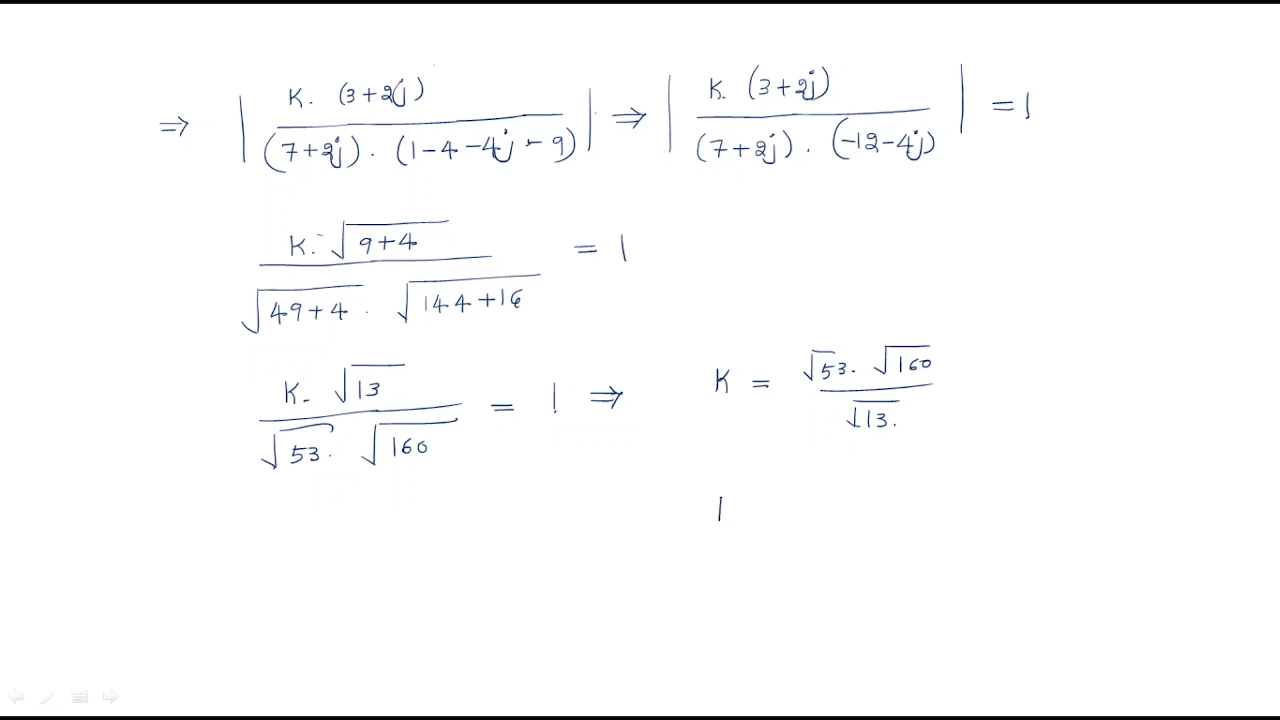 ⇒ | K. (3+2j) / (7+2j) . (1-4-4j-9) | ⇒ | K. (3+2j) / (7+2j) . (-12-4j) | = 1
K. √(9+4) / √(49+4) . √(144+16) = 1
K. √13 / √53 . √160 = 1 ⇒ K = √53. √160 / √13.